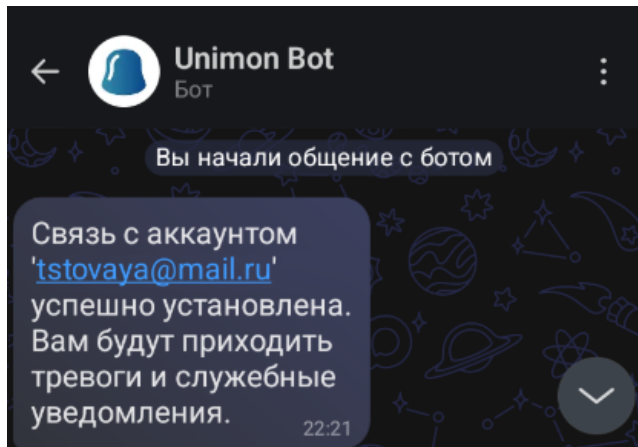 Unimon Bot
Бот
Вы начали общение с ботом
Связь с аккаунтом
'tstovaya@mail.ru'
успешно установлена.
Вам будут приходить
тревоги и служебные
уведомления.
22:21